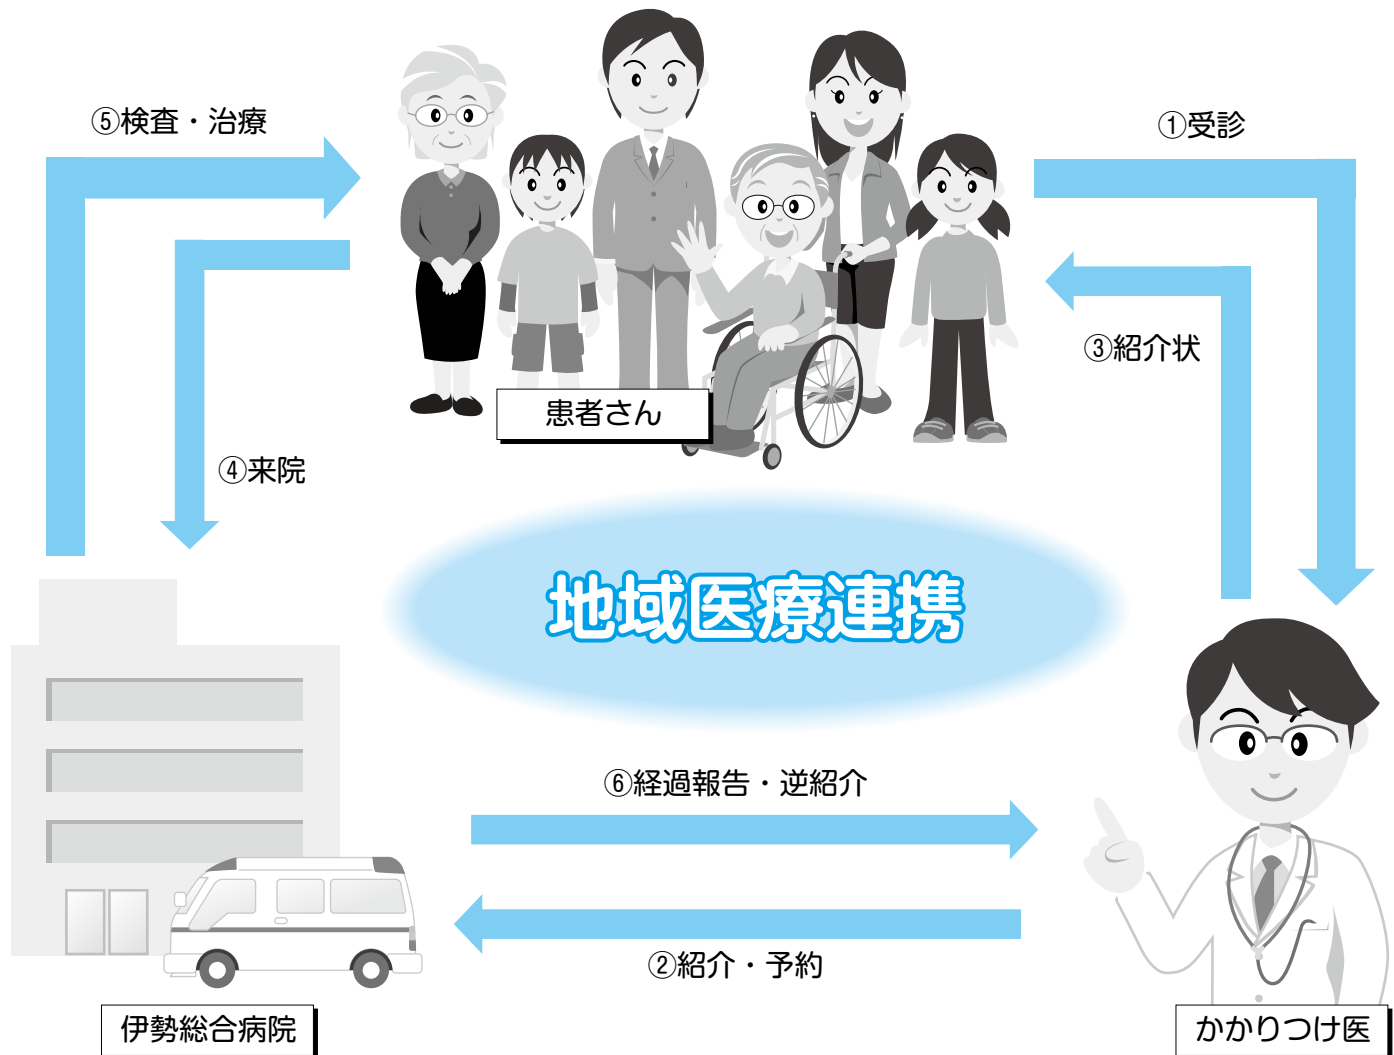 ⑤検査・治療
①受診
③紹介状
患者さん
④来院
地域医療連携
⑥経過報告・逆紹介
②紹介・予約
伊勢総合病院
かかりつけ医